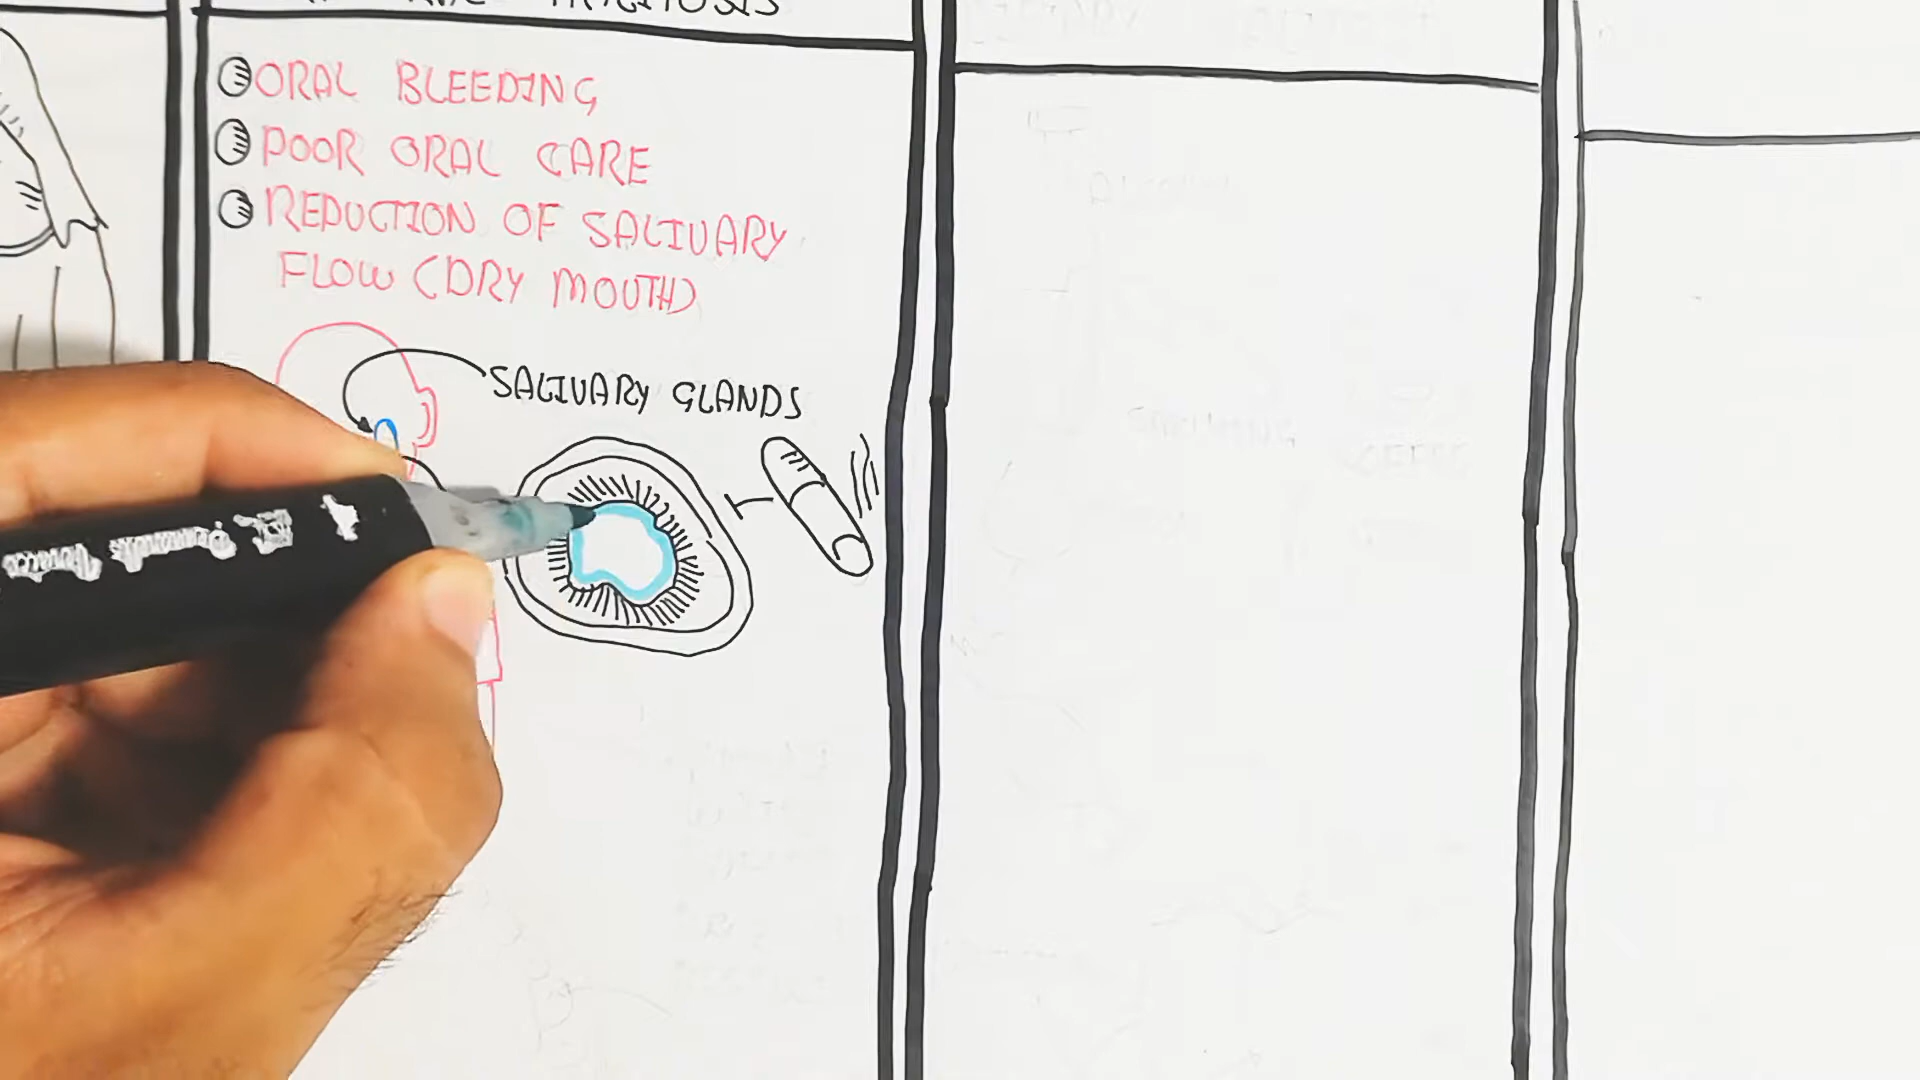 ORAL BLEEDING
POOR ORAL CARE
REDUCTION OF SALIVARY
FLOW (DRY MOUTH)
SALIVARY GLANDS